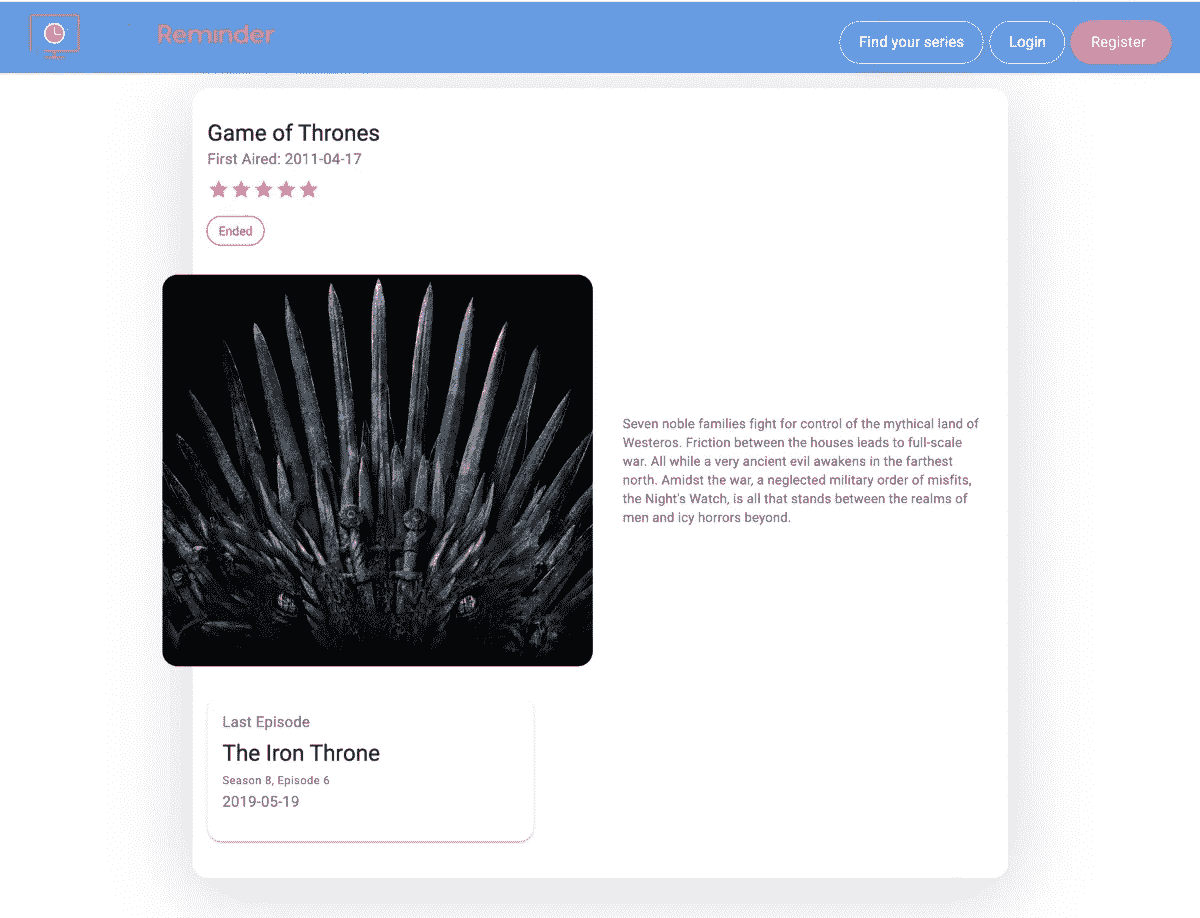 Reminder
Find your series
Login
Register
Game of Thrones
First Aired: 2011-04-17
Ended
Seven noble families fight for control of the mythical land of
Westeros. Friction between the houses leads to full-scale
war. All while a very ancient evil awakens in the farthest
north. Amidst the war, a neglected military order of misfits,
the Night's Watch, is all that stands between the realms of
men and icy horrors beyond.
Last Episode
The Iron Throne
Season 8, Episode 6
2019-05-19